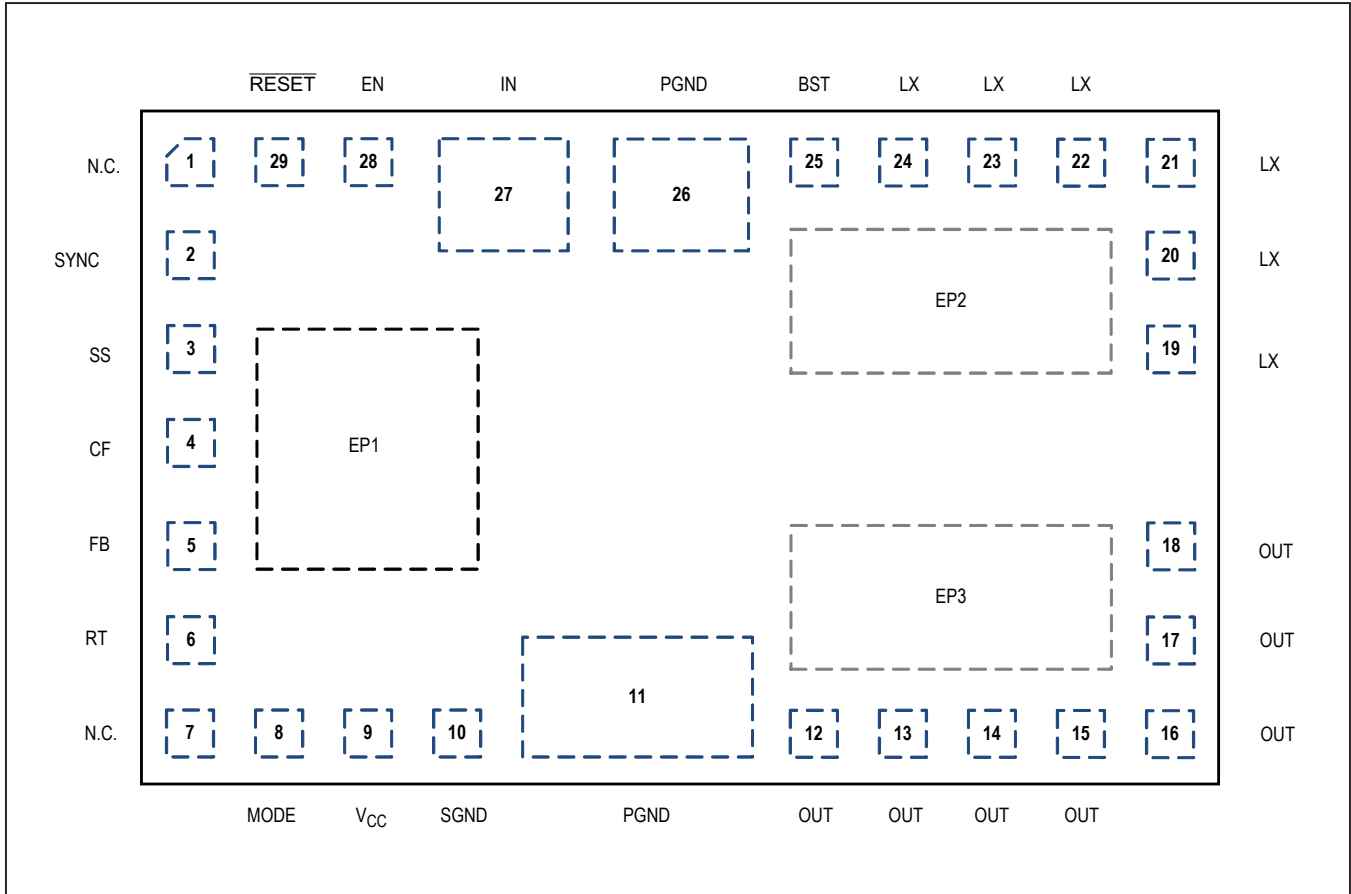 RESET EN IN PGND BST LX LX LX
N.C. 1 29 28 27 26 25 24 23 22 21 LX
SYNC 2 20 LX
EP2
SS 3 19 LX
CF 4 EP1
FB 5 18 OUT
EP3
RT 6 17 OUT
11
N.C. 7 8 9 10 12 13 14 15 16 OUT
MODE VCC SGND PGND OUT OUT OUT OUT